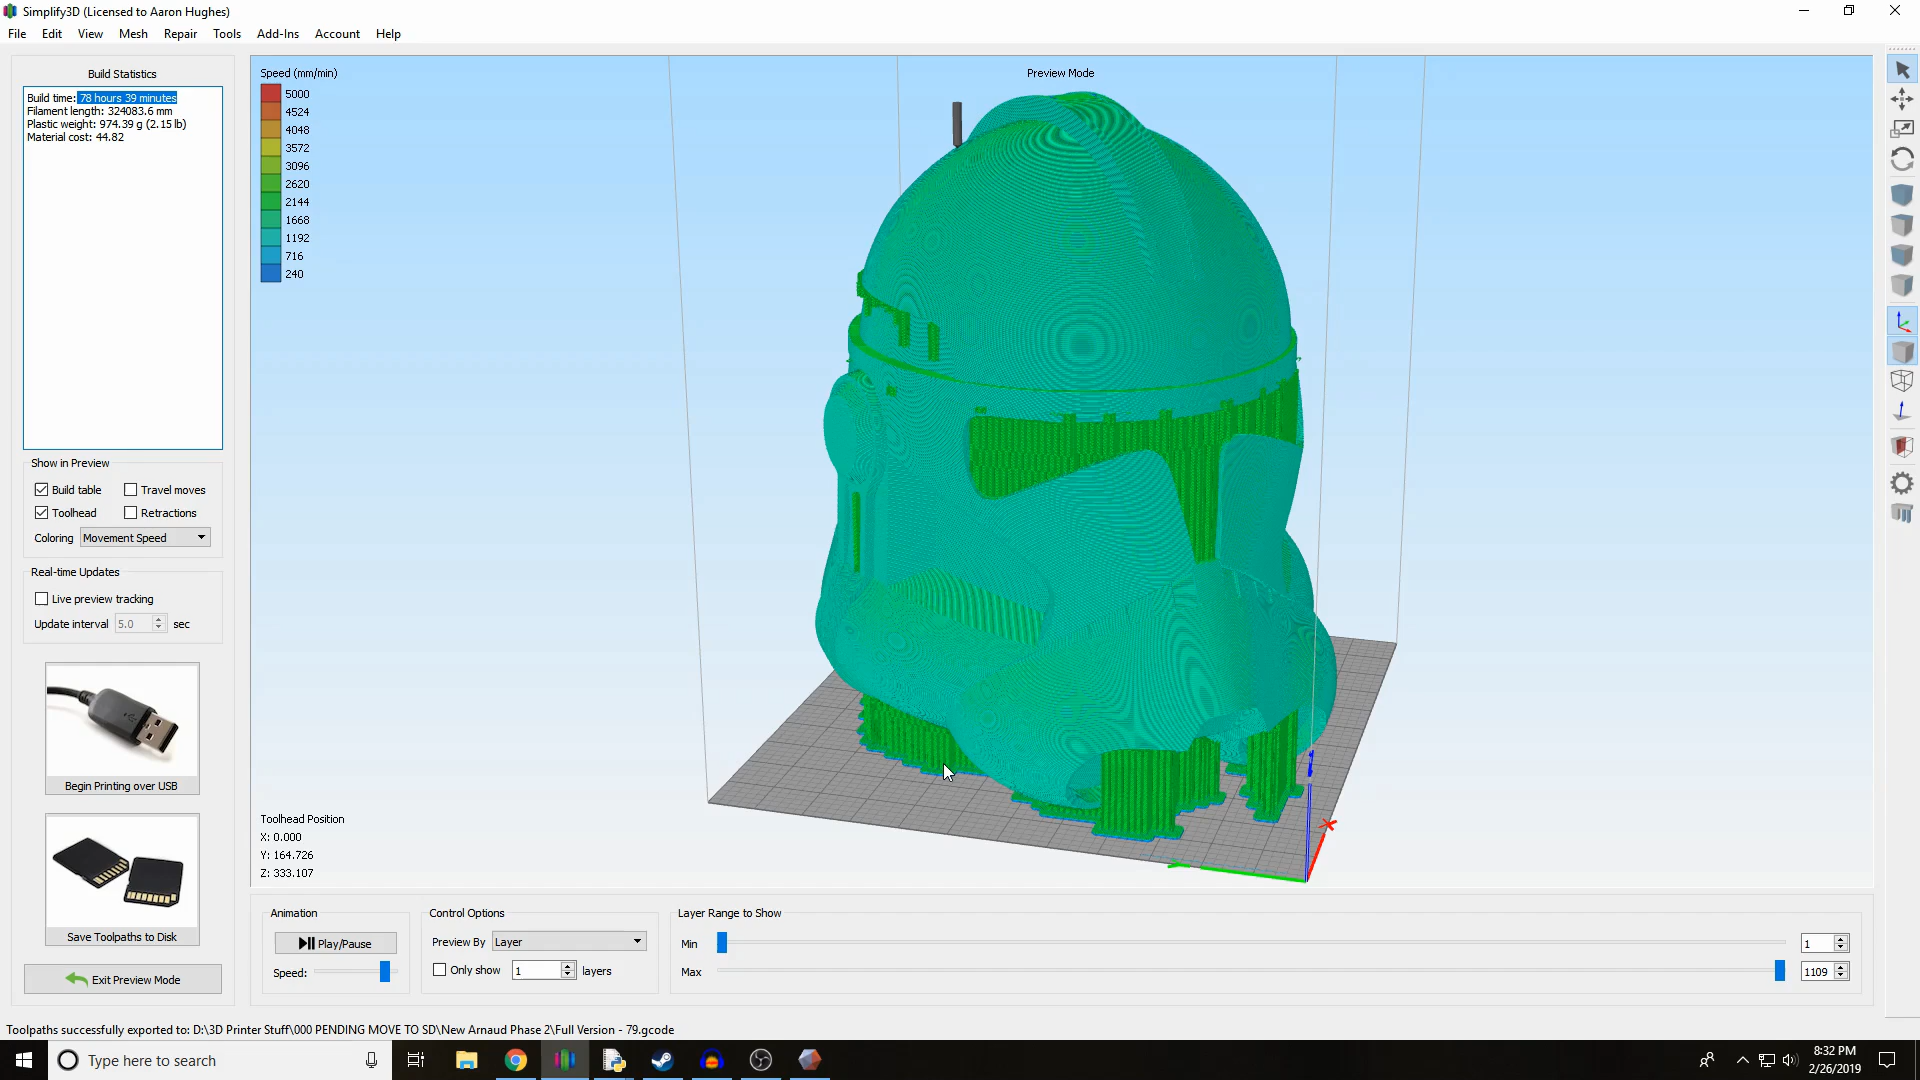 Simplify3D (Licensed to Aaron Hughes)
File Edit View Mesh Repair Tools Add-Ins Account Help
Build Statistics
Build time: 78 hours 39 minutes
Filament length: 324083.6 mm
Plastic weight: 974.39 g (2.15 lb)
Material cost: 44.82
Show in Preview
Build table Travel moves
Toolhead Retractions
Coloring Movement Speed
Real-time Updates
Live preview tracking
Update interval 5.0 sec
Begin Printing over USB
Save Toolpaths to Disk
Exit Preview Mode
Speed (mm/min)
5000
4524
4048
3572
3096
2620
2144
1668
1192
716
240
Preview Mode
Toolhead Position
X: 0.000
Y: 164.726
Z: 333.107
Animation
Play/Pause
Speed:
Control Options
Preview By Layer
Only show 1 layers
Layer Range to Show
Min 1
Max 1109
Toolpaths successfully exported to: D:\3D Printer Stuff\000 PENDING MOVE TO SD\New Arnaud Phase 2\Full Version - 79.gcode
Type here to search
8:32 PM
2/26/2019